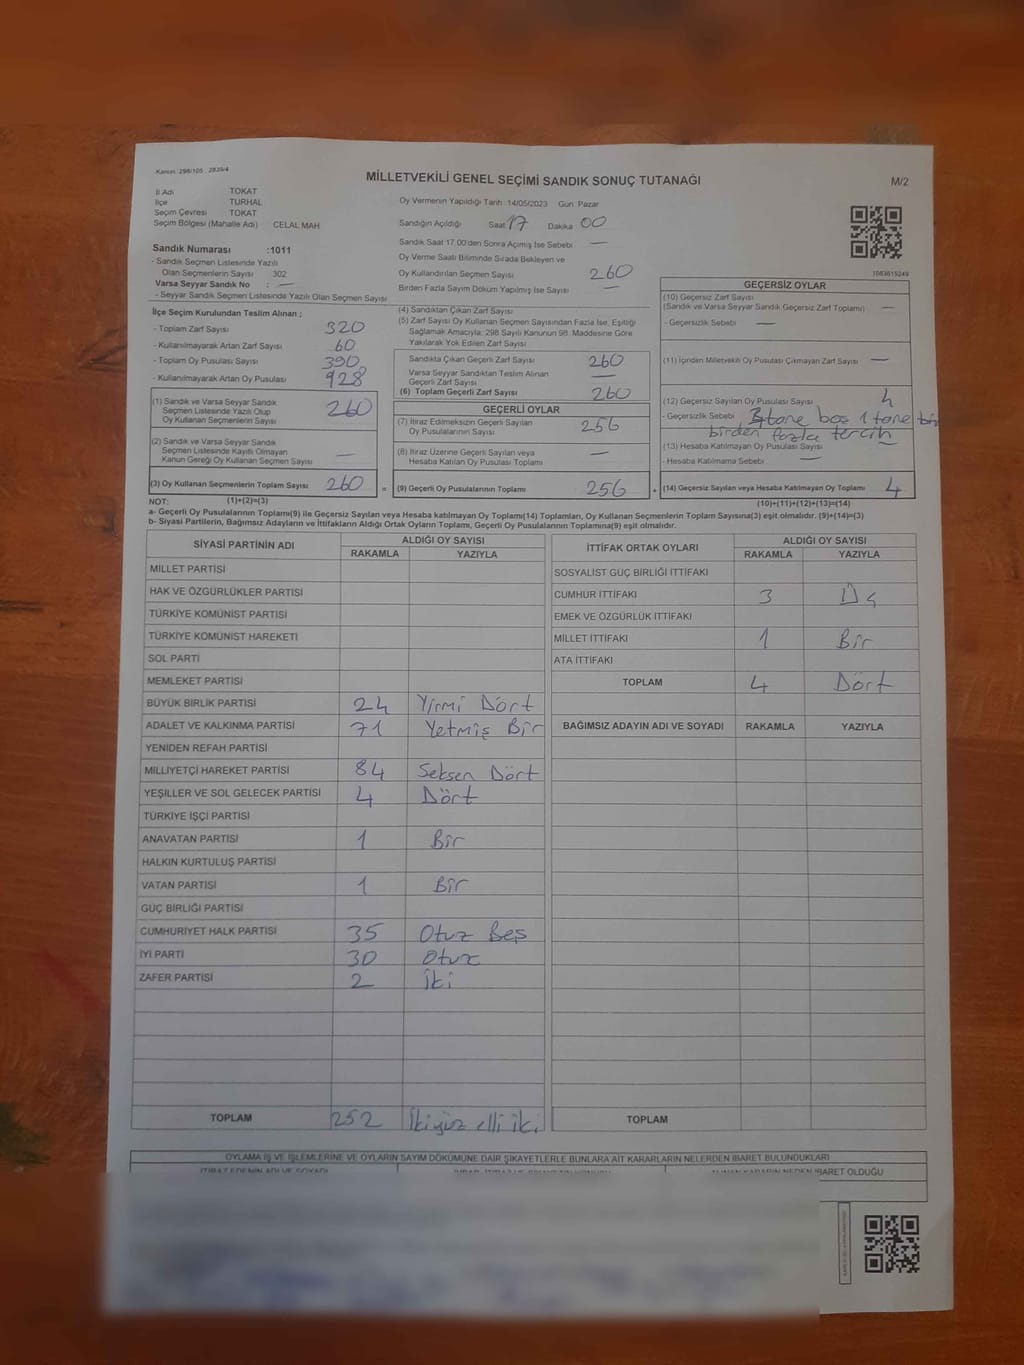 Kanun: 298/105 , 2839/4
MİLLETVEKİLİ GENEL SEÇİMİ SANDIK SONUÇ TUTANAĞI
M/2
İl Adı TOKAT
İlçe TURHAL
Seçim Çevresi TOKAT
Seçim Bölgesi (Mahalle Adı) CELAL MAH
Oy Vermenin Yapıldığı Tarih :14/05/2023 Gün Pazar
Sandığın Açıldığı Saat 17 Dakika 00
Sandık Saat 17.00'den Sonra Açılmış İse Sebebi —
Oy Verme Saati Bitiminde Sırada Bekleyen ve
Oy Kullandırılan Seçmen Sayısı 260
Birden Fazla Sayım Döküm Yapılmış İse Sayısı —
Sandık Numarası :1011
- Sandık Seçmen Listesinde Yazılı
Olan Seçmenlerin Sayısı 302
Varsa Seyyar Sandık No : —
- Seyyar Sandık Seçmen Listesinde Yazılı Olan Seçmen Sayısı
1083615249
İlçe Seçim Kurulundan Teslim Alınan ;
- Toplam Zarf Sayısı 320
- Kullanılmayarak Artan Zarf Sayısı 60
- Toplam Oy Pusulası Sayısı 390
- Kullanılmayarak Artan Oy Pusulası 928
(1) Sandık ve Varsa Seyyar Sandık
Seçmen Listesinde Yazılı Olup
Oy Kullanan Seçmenlerin Sayısı 260
(2) Sandık ve Varsa Seyyar Sandık
Seçmen Listesinde Kayıtlı Olmayan
Kanun Gereği Oy Kullanan Seçmen Sayısı —
(3) Oy Kullanan Seçmenlerin Toplam Sayısı 260 =
(4) Sandıktan Çıkan Zarf Sayısı
(5) Zarf Sayısı Oy Kullanan Seçmen Sayısından Fazla İse, Eşitliği
Sağlamak Amacıyla, 298 Sayılı Kanunun 98. Maddesine Göre
Yakılarak Yok Edilen Zarf Sayısı
Sandıkta Çıkan Geçerli Zarf Sayısı 260
Varsa Seyyar Sandıktan Teslim Alınan
Geçerli Zarf Sayısı —
(6) Toplam Geçerli Zarf Sayısı 260
GEÇERLİ OYLAR
(7) İtiraz Edilmeksizin Geçerli Sayılan
Oy Pusulalarının Sayısı 256
(8) İtiraz Üzerine Geçerli Sayılan veya
Hesaba Katılan Oy Pusulası Toplamı —
(9) Geçerli Oy Pusulalarının Toplamı 256 +
GEÇERSİZ OYLAR
(10) Geçersiz Zarf Sayısı
(Sandık ve Varsa Seyyar Sandık Geçersiz Zarf Toplamı) —
- Geçersizlik Sebebi —
(11) İçinden Milletvekili Oy Pusulası Çıkmayan Zarf Sayısı —
(12) Geçersiz Sayılan Oy Pusulası Sayısı 4
- Geçersizlik Sebebi 3 tane boş 1 tane
birden fazla tercih
(13) Hesaba Katılmayan Oy Pusulası Sayısı
- Hesaba Katılmama Sebebi —
(14) Geçersiz Sayılan veya Hesaba Katılmayan Oy Toplamı 4
NOT: (1)+(2)=(3)
(10)+(11)+(12)+(13)=(14)
a- Geçerli Oy Pusulalarının Toplamı(9) ile Geçersiz Sayılan veya Hesaba Katılmayan Oy Toplamı(14) Toplamları, Oy Kullanan Seçmenlerin Toplam Sayısına(3) eşit olmalıdır. (9)+(14)=(3)
b- Siyasi Partilerin, Bağımsız Adayların ve İttifakların Aldığı Ortak Oyların Toplamı, Geçerli Oy Pusulalarının Toplamına(9) eşit olmalıdır.
SİYASİ PARTİNİN ADI ALDIĞI OY SAYISI
RAKAMLA YAZIYLA
MİLLET PARTİSİ
HAK VE ÖZGÜRLÜKLER PARTİSİ
TÜRKİYE KOMÜNİST PARTİSİ
TÜRKİYE KOMÜNİST HAREKETİ
SOL PARTİ
MEMLEKET PARTİSİ
BÜYÜK BİRLİK PARTİSİ 24 Yirmi Dört
ADALET VE KALKINMA PARTİSİ 71 Yetmiş Bir
YENİDEN REFAH PARTİSİ
MİLLİYETÇİ HAREKET PARTİSİ 84 Seksen Dört
YEŞİLLER VE SOL GELECEK PARTİSİ 4 Dört
TÜRKİYE İŞÇİ PARTİSİ
ANAVATAN PARTİSİ 1 Bir
HALKIN KURTULUŞ PARTİSİ
VATAN PARTİSİ 1 Bir
GÜÇ BİRLİĞİ PARTİSİ
CUMHURİYET HALK PARTİSİ 35 Otuz Beş
İYİ PARTİ 30 Otuz
ZAFER PARTİSİ 2 İki
TOPLAM 252 İkiyüz elli iki
İTTİFAK ORTAK OYLARI ALDIĞI OY SAYISI
RAKAMLA YAZIYLA
SOSYALİST GÜÇ BİRLİĞİ İTTİFAKI
CUMHUR İTTİFAKI 3 Üç
EMEK VE ÖZGÜRLÜK İTTİFAKI
MİLLET İTTİFAKI 1 Bir
ATA İTTİFAKI
TOPLAM 4 Dört
BAĞIMSIZ ADAYIN ADI VE SOYADI RAKAMLA YAZIYLA
TOPLAM
OYLAMA İŞ VE İŞLEMLERİNE VE OYLARIN SAYIM DÖKÜMÜNE DAİR ŞİKAYETLERLE BUNLARA AİT KARARLARIN NELERDEN İBARET BULUNDUKLARI
İTİRAZ EDENİN ADI VE SOYADI
ALINAN KARARIN NEDEN İBARET OLDUĞU